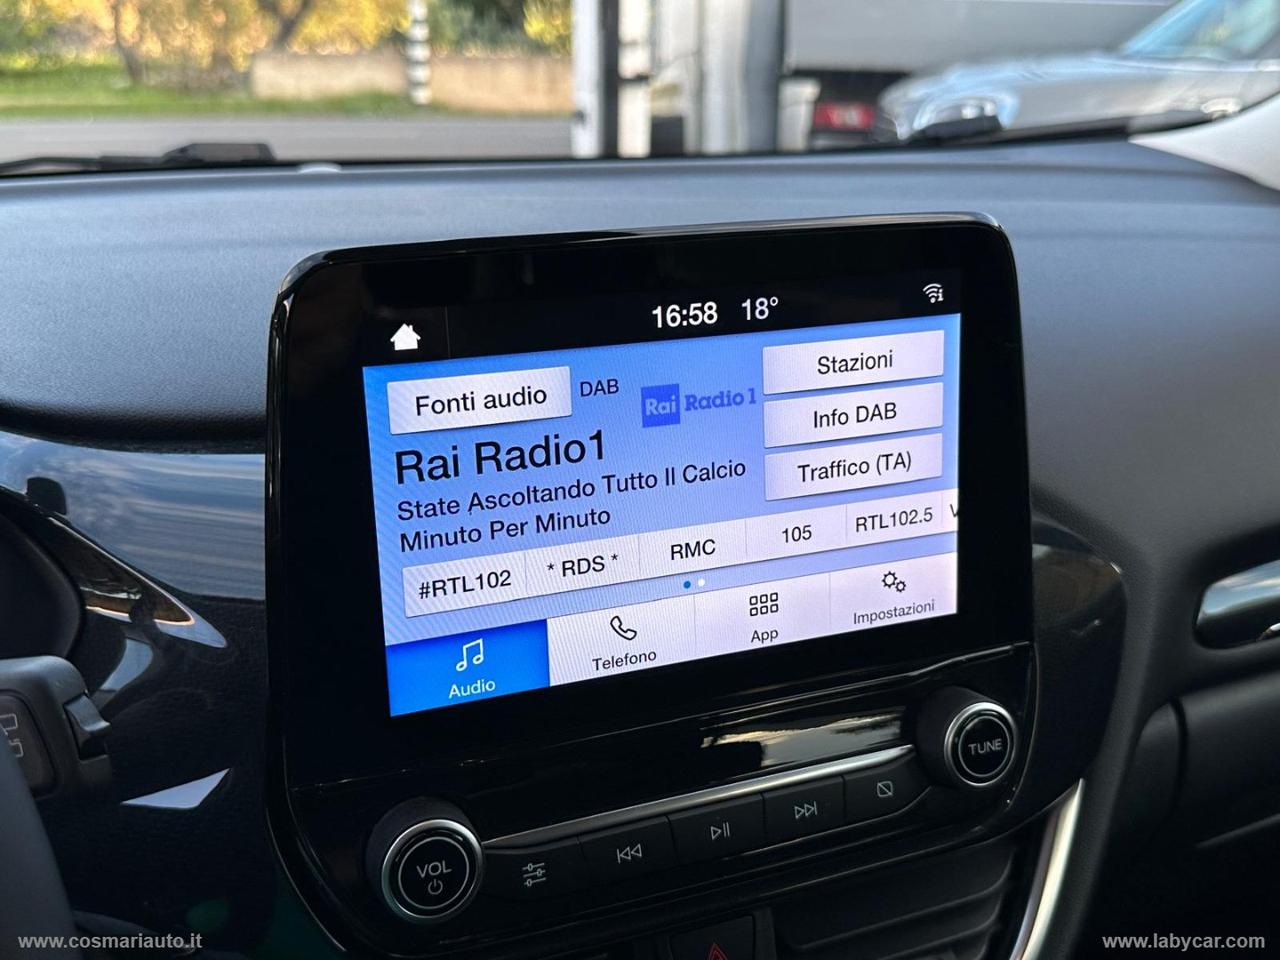 16:58 18°
Fonti audio
DAB
Rai Radio 1
Stazioni
Info DAB
Traffico (TA)
Rai Radio1
State Ascoltando Tutto Il Calcio
Minuto Per Minuto
#RTL102
* RDS *
RMC
105
RTL102.5
Audio
Telefono
App
Impostazioni
VOL
TUNE
www.cosmariauto.it
www.labycar.com